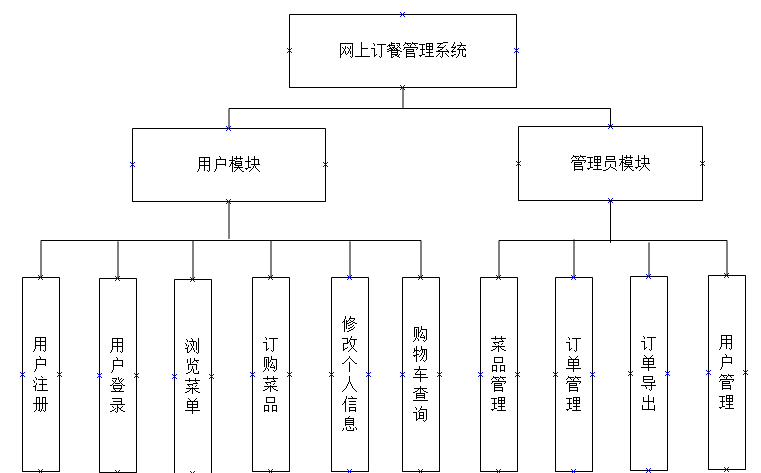 网上订餐管理系统
用户模块
管理员模块
用户注册
用户登录
浏览菜单
订购菜品
修改个人信息
购物车查询
菜品管理
订单管理
订单导出
用户管理